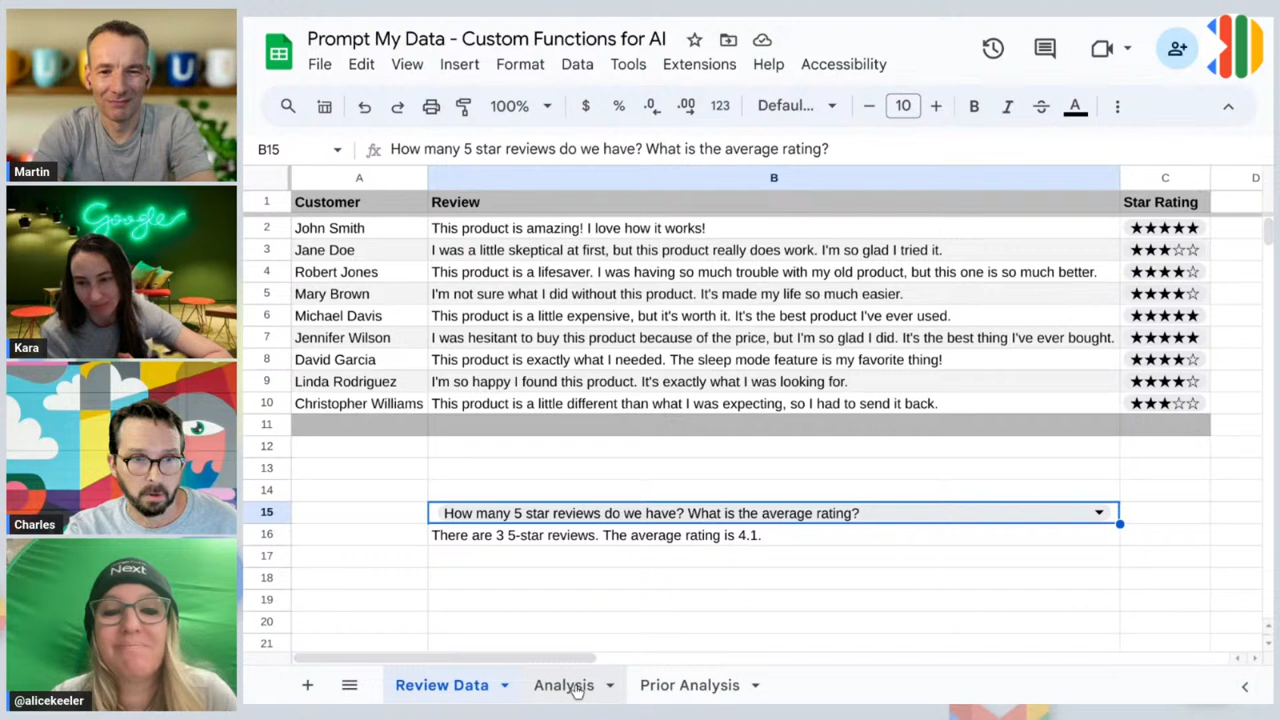 Martin
Google
Kara
Charles
Next
@alicekeeler
Prompt My Data - Custom Functions for AI
File Edit View Insert Format Data Tools Extensions Help Accessibility
100% $ % .0 .00 123 Defaul... 10 B I S A
B15 fx How many 5 star reviews do we have? What is the average rating?
A B C D
1 Customer Review Star Rating
2 John Smith This product is amazing! I love how it works! ★★★★★
3 Jane Doe I was a little skeptical at first, but this product really does work. I'm so glad I tried it. ★★★☆☆
4 Robert Jones This product is a lifesaver. I was having so much trouble with my old product, but this one is so much better. ★★★★☆
5 Mary Brown I'm not sure what I did without this product. It's made my life so much easier. ★★★★☆
6 Michael Davis This product is a little expensive, but it's worth it. It's the best product I've ever used. ★★★★★
7 Jennifer Wilson I was hesitant to buy this product because of the price, but I'm so glad I did. It's the best thing I've ever bought. ★★★★★
8 David Garcia This product is exactly what I needed. The sleep mode feature is my favorite thing! ★★★★☆
9 Linda Rodriguez I'm so happy I found this product. It's exactly what I was looking for. ★★★★☆
10 Christopher Williams This product is a little different than what I was expecting, so I had to send it back. ★★★☆☆
11
12
13
14
15 How many 5 star reviews do we have? What is the average rating?
16 There are 3 5-star reviews. The average rating is 4.1.
17
18
19
20
21
Review Data Analysis Prior Analysis